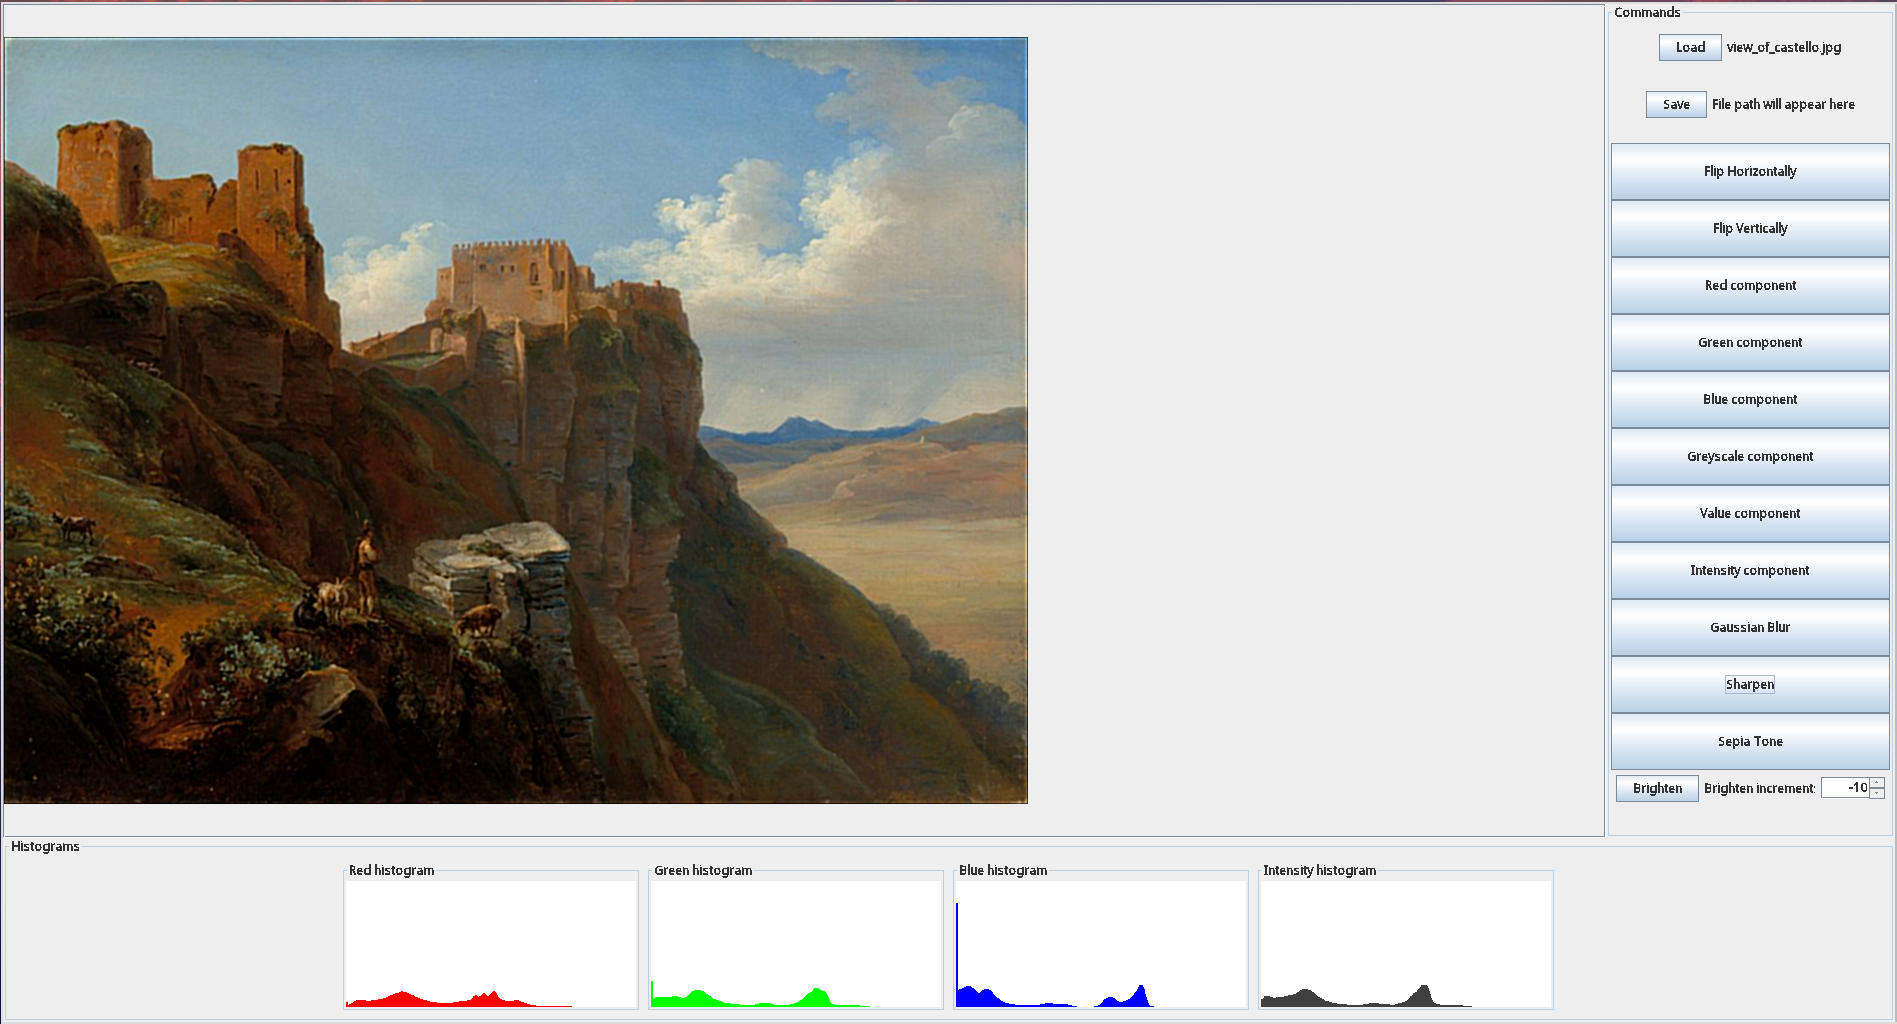 Commands
Load view_of_castello.jpg
Save File path will appear here
Flip Horizontally
Flip Vertically
Red component
Green component
Blue component
Greyscale component
Value component
Intensity component
Gaussian Blur
Sharpen
Sepia Tone
Brighten Brighten increment: -10
Histograms
Red histogram
Green histogram
Blue histogram
Intensity histogram